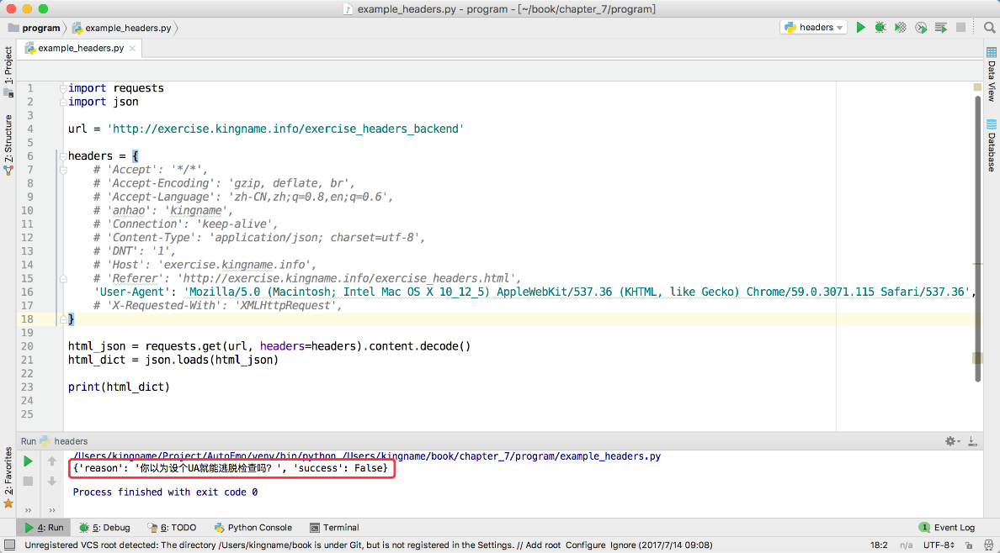 example_headers.py - program - [~/book/chapter_7/program]
program example_headers.py headers
example_headers.py
1: Project
Z: Structure
2: Favorites
Data View
Database
1 import requests
2 import json
3
4 url = 'http://exercise.kingname.info/exercise_headers_backend'
5
6 headers = {
7 # 'Accept': '*/*',
8 # 'Accept-Encoding': 'gzip, deflate, br',
9 # 'Accept-Language': 'zh-CN,zh;q=0.8,en;q=0.6',
10 # 'anhao': 'kingname',
11 # 'Connection': 'keep-alive',
12 # 'Content-Type': 'application/json; charset=utf-8',
13 # 'DNT': '1',
14 # 'Host': 'exercise.kingname.info',
15 # 'Referer': 'http://exercise.kingname.info/exercise_headers.html',
16 'User-Agent': 'Mozilla/5.0 (Macintosh; Intel Mac OS X 10_12_5) AppleWebKit/537.36 (KHTML, like Gecko) Chrome/59.0.3071.115 Safari/537.36',
17 # 'X-Requested-With': 'XMLHttpRequest',
18 }
19
20 html_json = requests.get(url, headers=headers).content.decode()
21 html_dict = json.loads(html_json)
22
23 print(html_dict)
24
25
Run headers
/Users/kingname/Project/AutoEmo/venv/bin/python /Users/kingname/book/chapter_7/program/example_headers.py
{'reason': '你以为设个UA就能逃脱检查吗？', 'success': False}
Process finished with exit code 0
4: Run 5: Debug 6: TODO Python Console Terminal 1 Event Log
Unregistered VCS root detected: The directory /Users/kingname/book is under Git, but is not registered in the Settings. // Add root Configure Ignore (2017/7/14 09:08) 18:2 n/a UTF-8